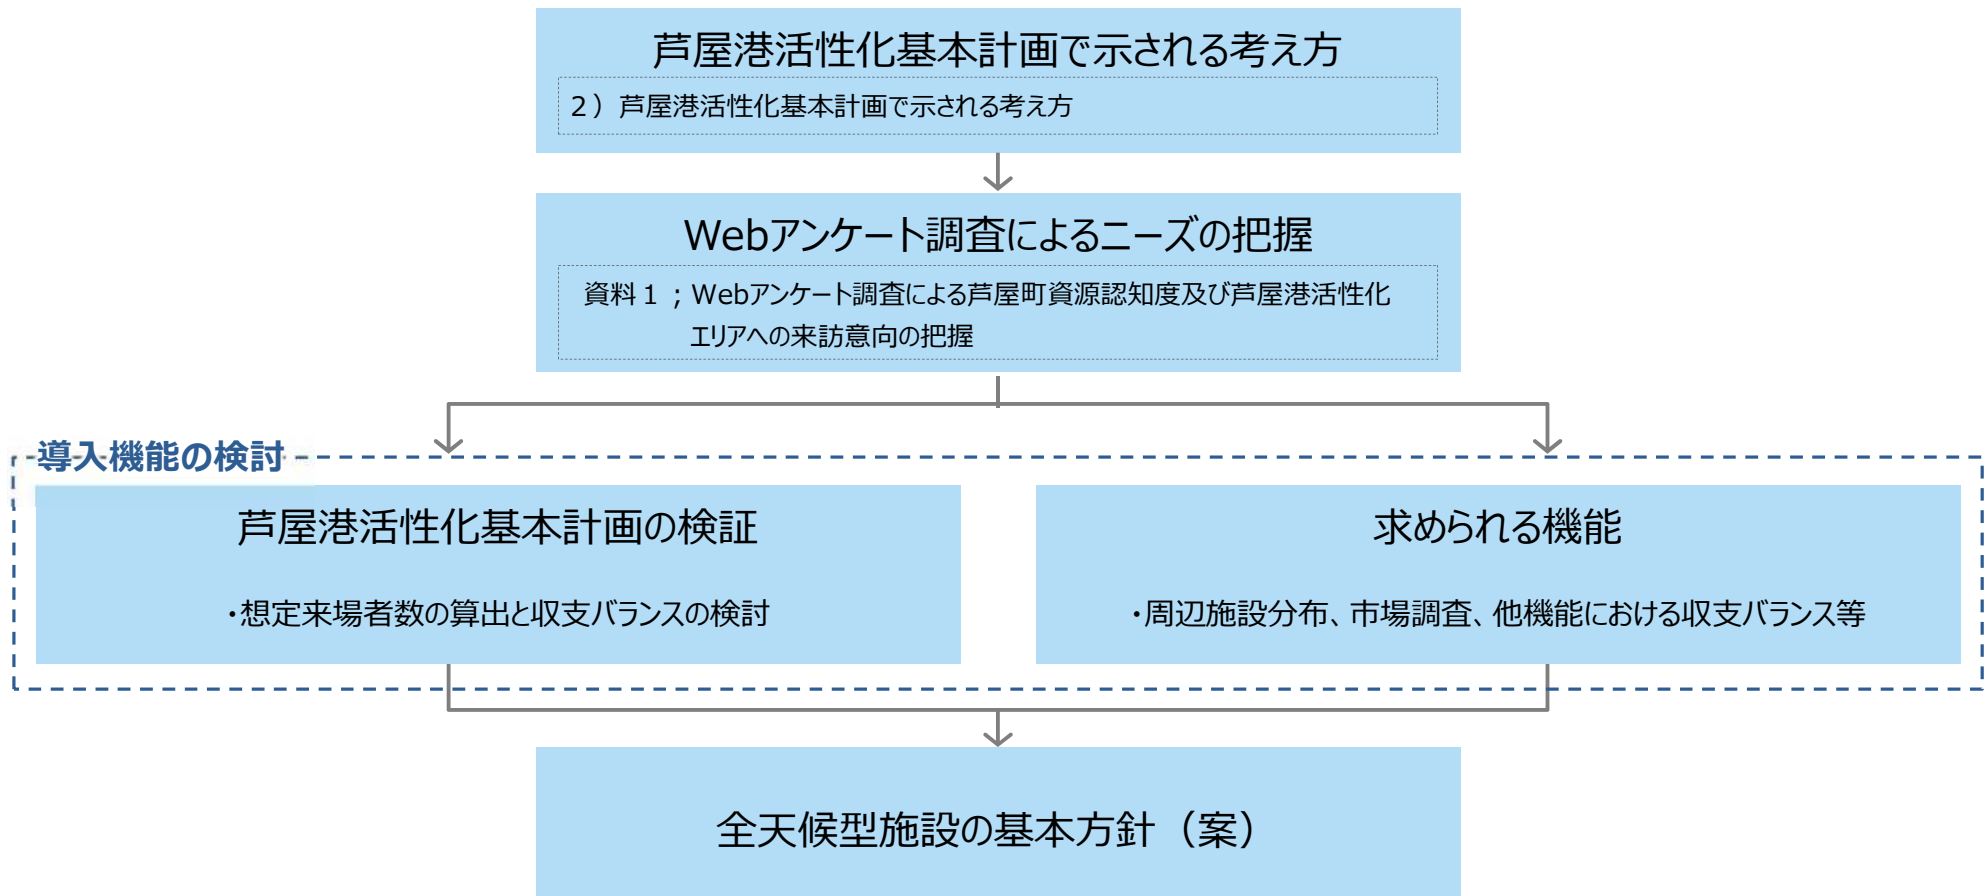 芦屋港活性化基本計画で示される考え方
２）芦屋港活性化基本計画で示される考え方
Webアンケート調査によるニーズの把握
資料１；Webアンケート調査による芦屋町資源認知度及び芦屋港活性化
エリアへの来訪意向の把握
導入機能の検討
芦屋港活性化基本計画の検証
・想定来場者数の算出と収支バランスの検討
求められる機能
・周辺施設分布、市場調査、他機能における収支バランス等
全天候型施設の基本方針（案）